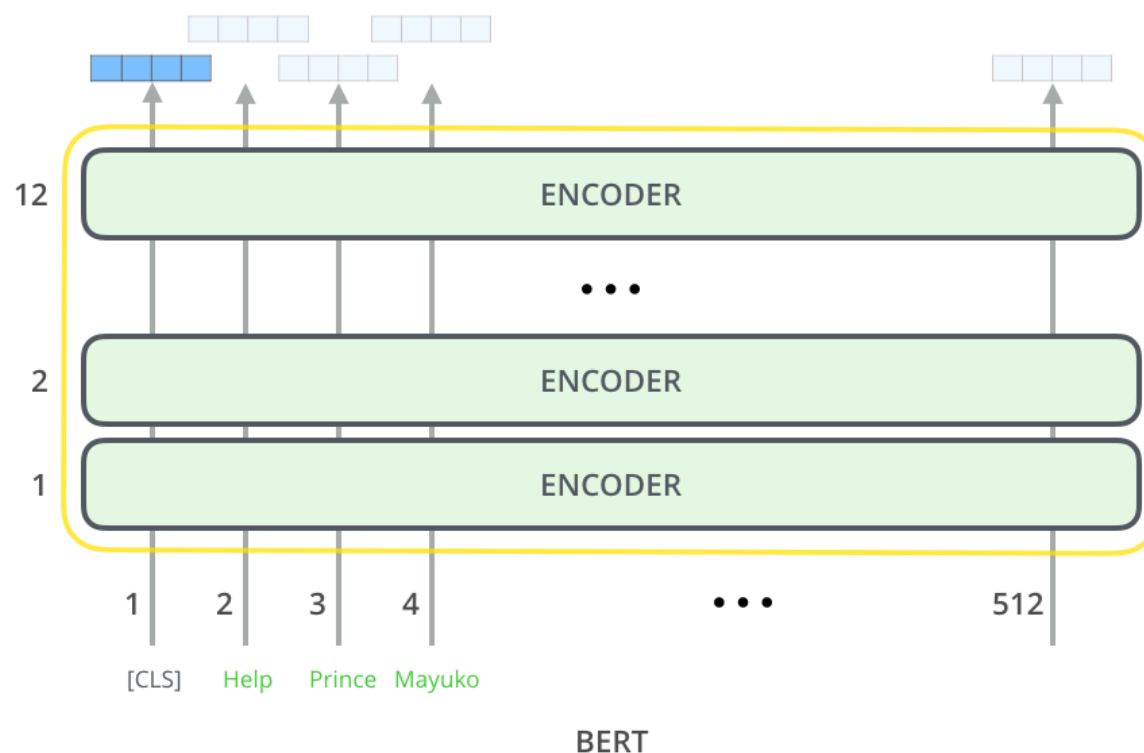 12 ENCODER
...
2 ENCODER
1 ENCODER
1 2 3 4 ... 512
[CLS] Help Prince Mayuko
BERT